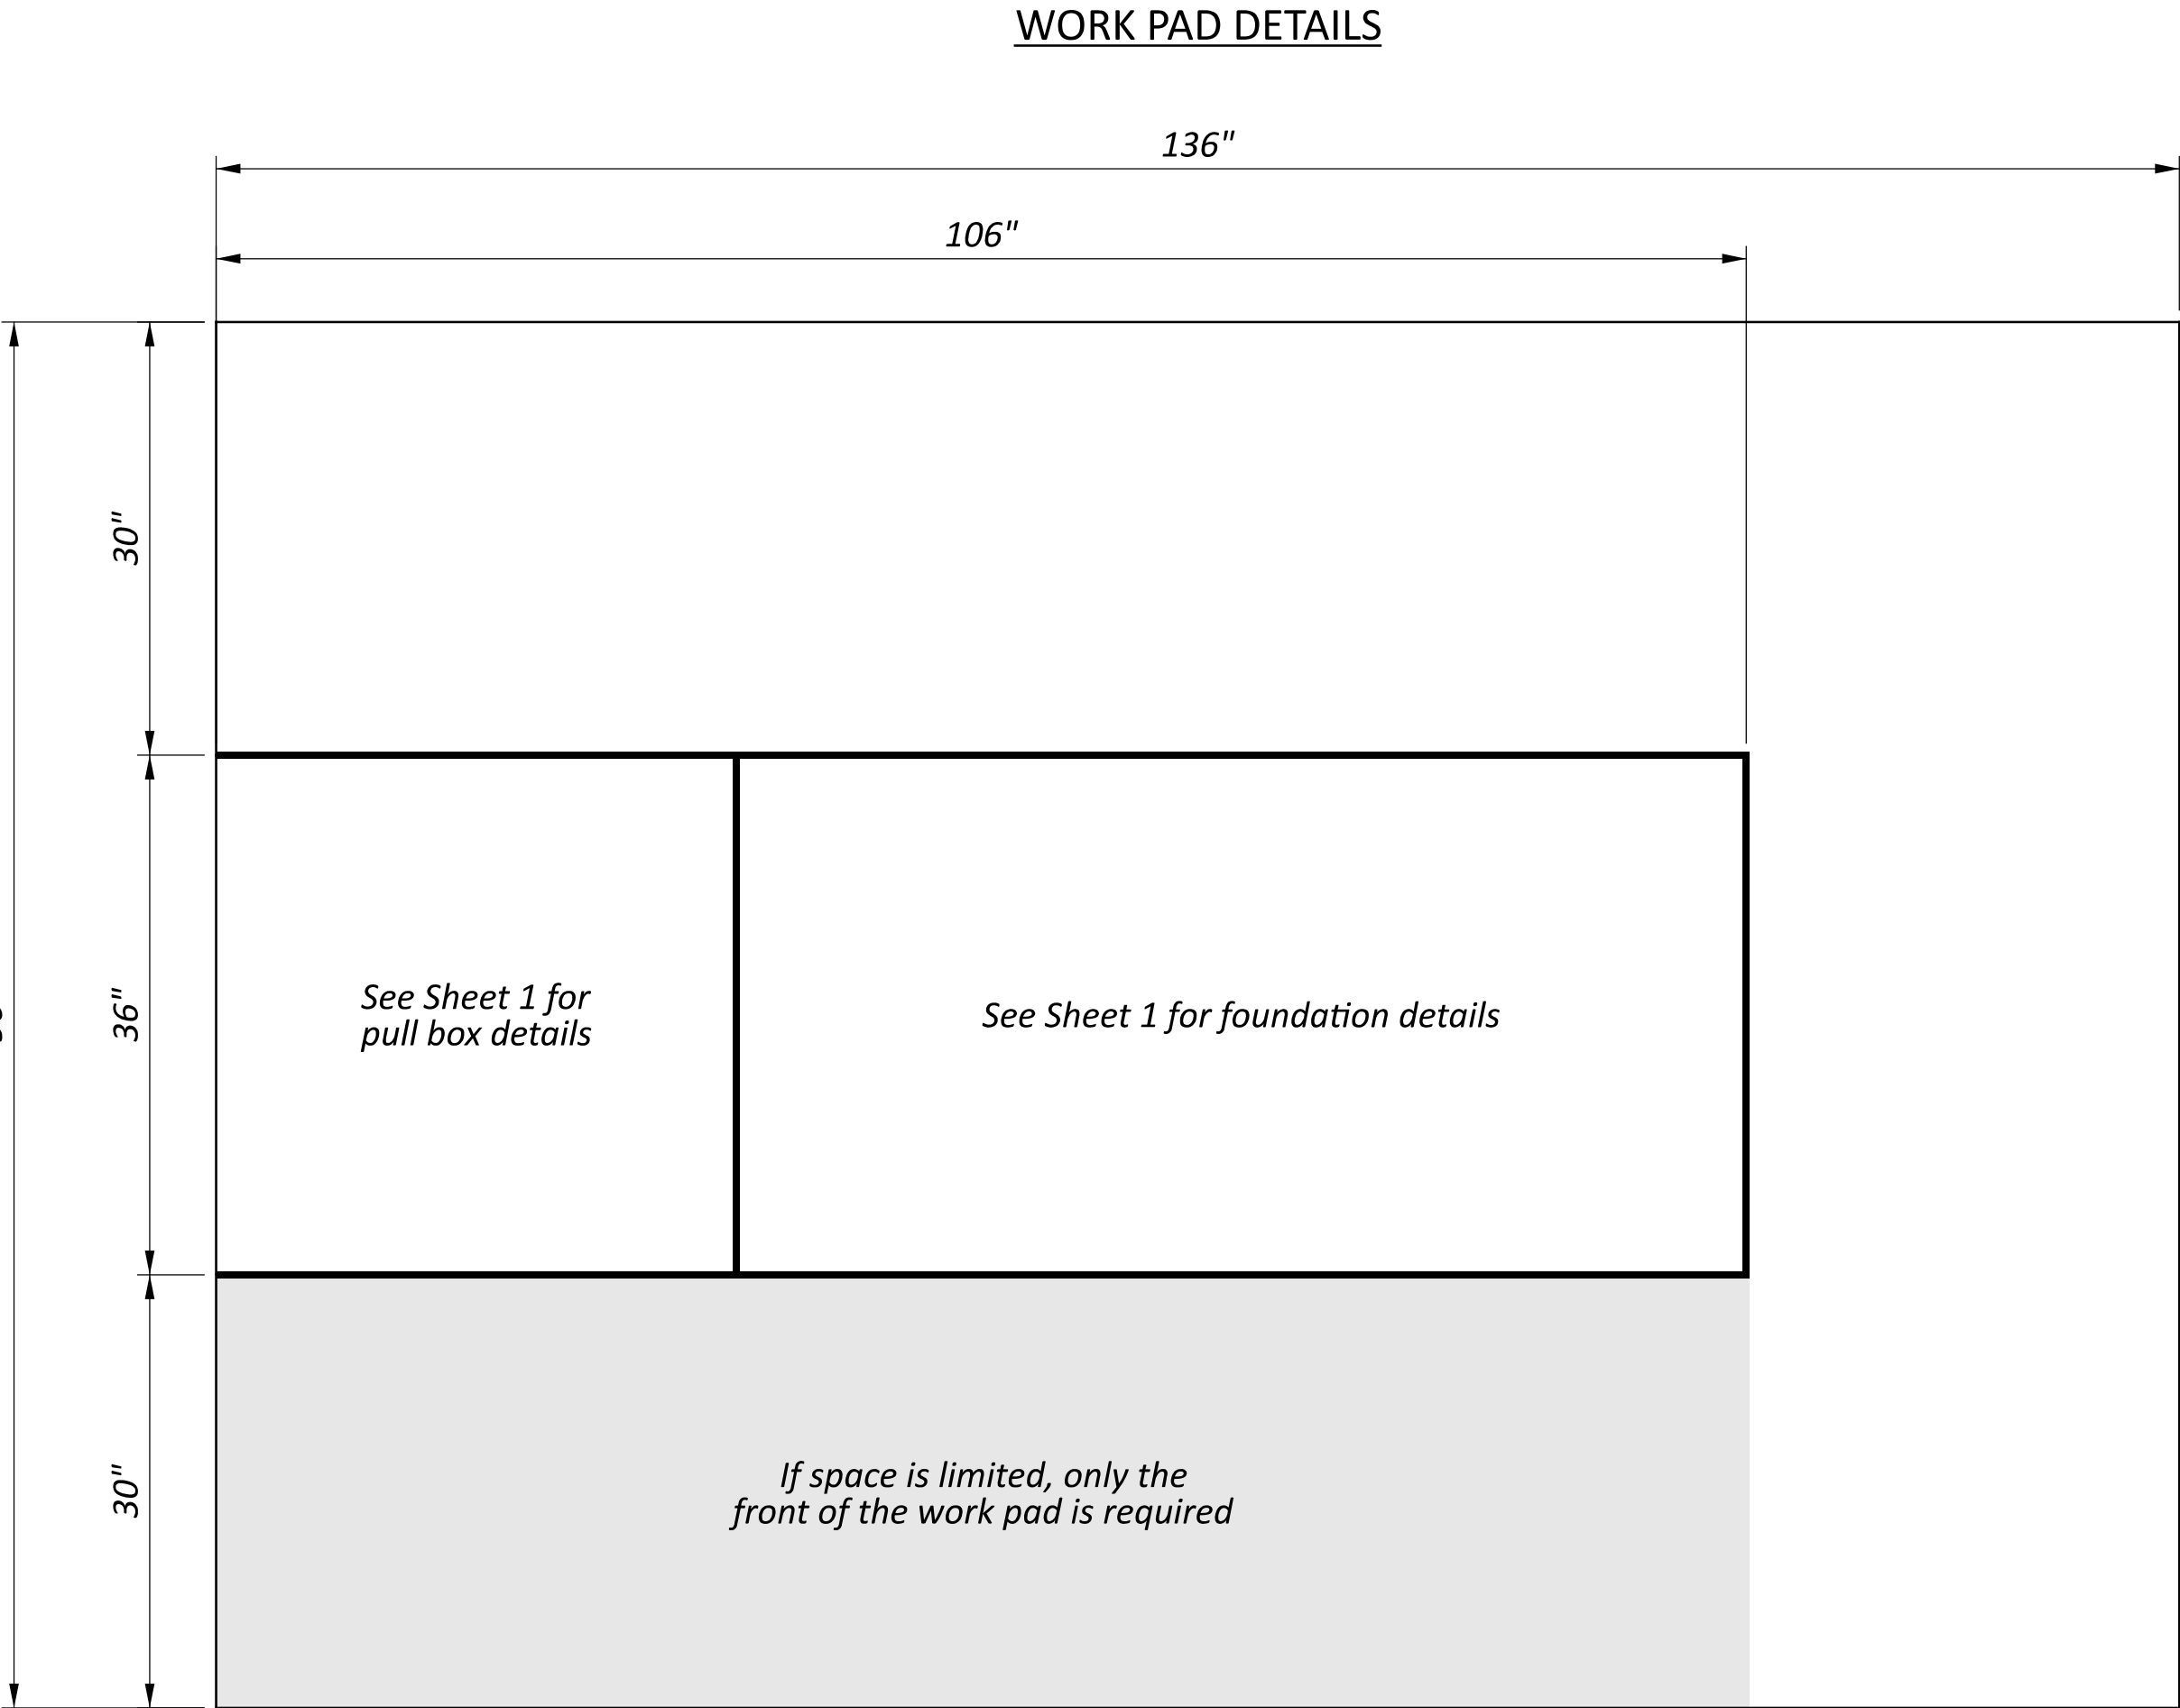 WORK PAD DETAILS
136"
106"
30"
36"
See Sheet 1 for
pull box details
See Sheet 1 for foundation details
30"
If space is limited, only the
front of the work pad is required